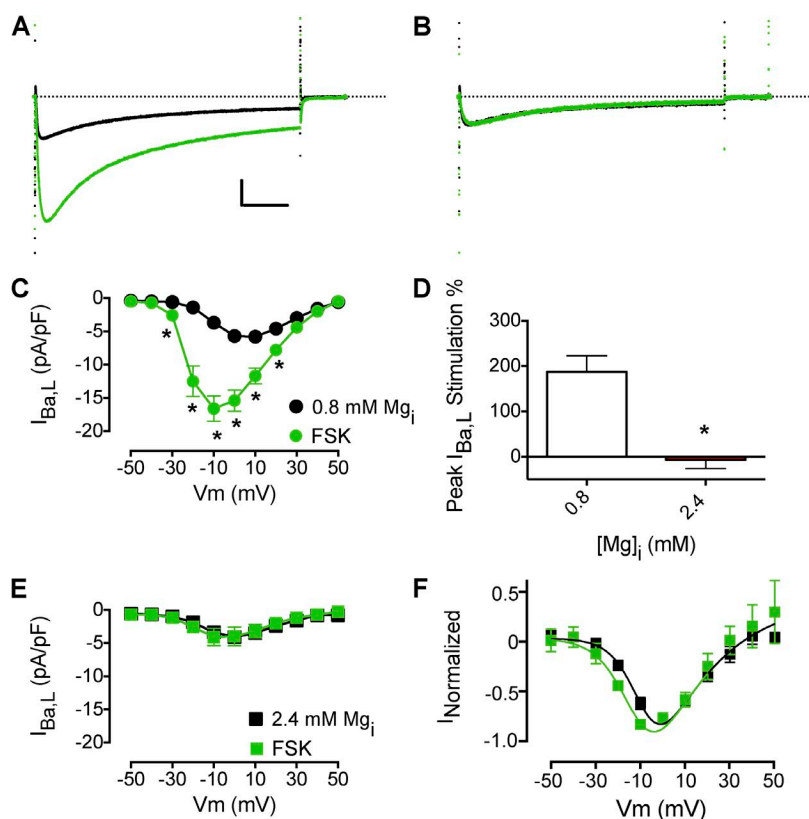 A
B
C
0
-5
-10
-15
-20
I_Ba,L (pA/pF)
* * * * * *
0.8 mM Mg_i
FSK
-50 -30 -10 10 30 50
Vm (mV)
D
Peak I_Ba,L Stimulation %
300
200
100
0
*
0.8 2.4
[Mg]_i (mM)
E
0
-5
-10
-15
-20
I_Ba,L (pA/pF)
2.4 mM Mg_i
FSK
-50 -30 -10 10 30 50
Vm (mV)
F
0.5
0
-0.5
-1.0
I_Normalized
-50 -30 -10 10 30 50
Vm (mV)